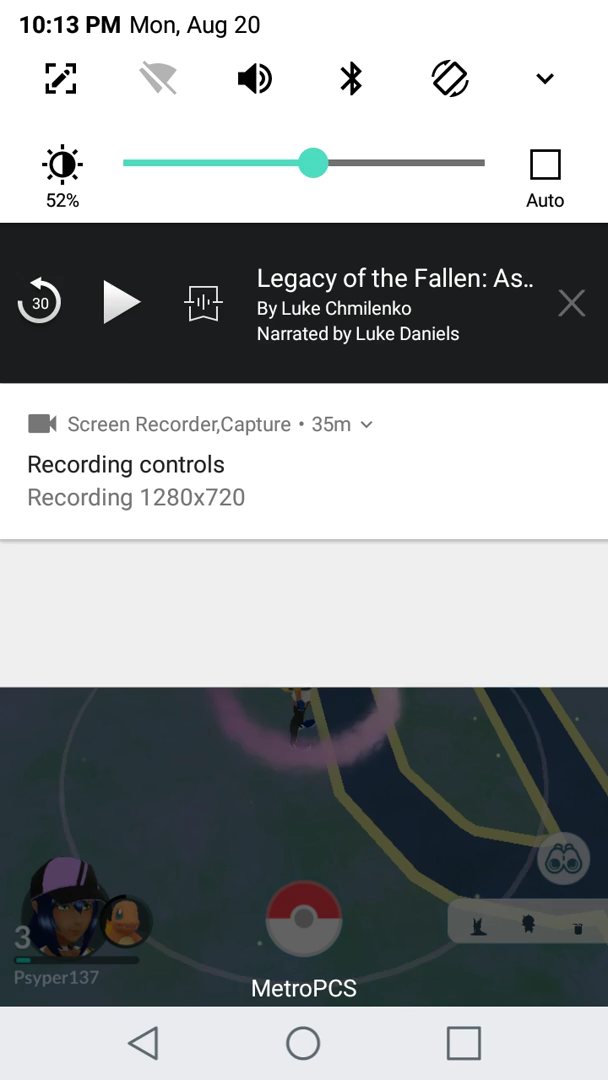 10:13 PM Mon, Aug 20
52%
Auto
30
Legacy of the Fallen: As..
By Luke Chmilenko
Narrated by Luke Daniels
Screen Recorder,Capture • 35m
Recording controls
Recording 1280x720
3
Psyper137
MetroPCS